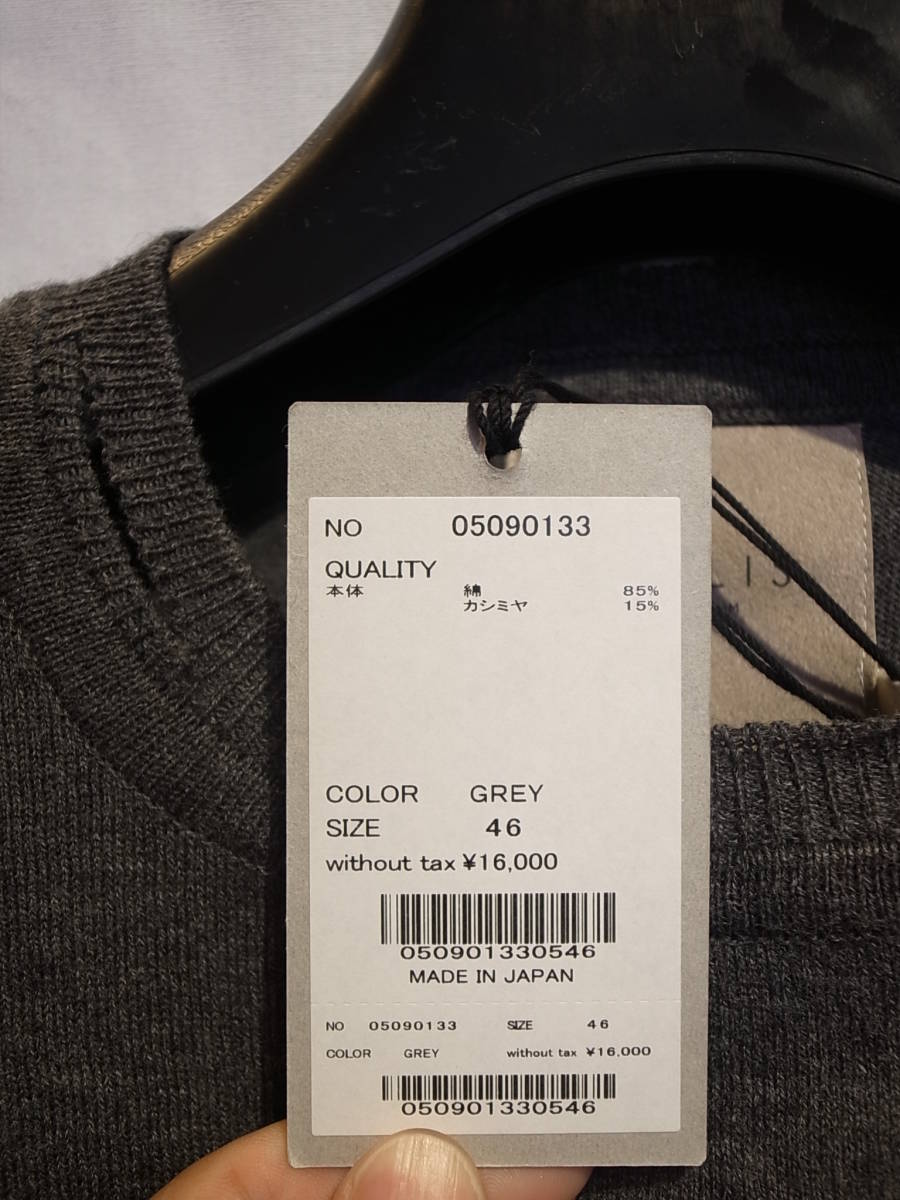 NO 05090133
QUALITY
本体 綿 85%
カシミヤ 15%
COLOR GREY
SIZE 46
without tax ¥16,000
050901330546
MADE IN JAPAN
NO 05090133 SIZE 46
COLOR GREY without tax ¥16,000
050901330546